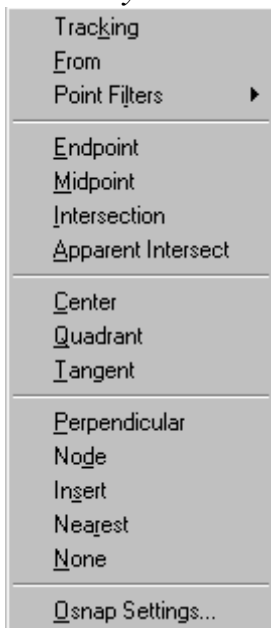 Tracking
From
Point Filters
Endpoint
Midpoint
Intersection
Apparent Intersect
Center
Quadrant
Tangent
Perpendicular
Node
Insert
Nearest
None
Osnap Settings...